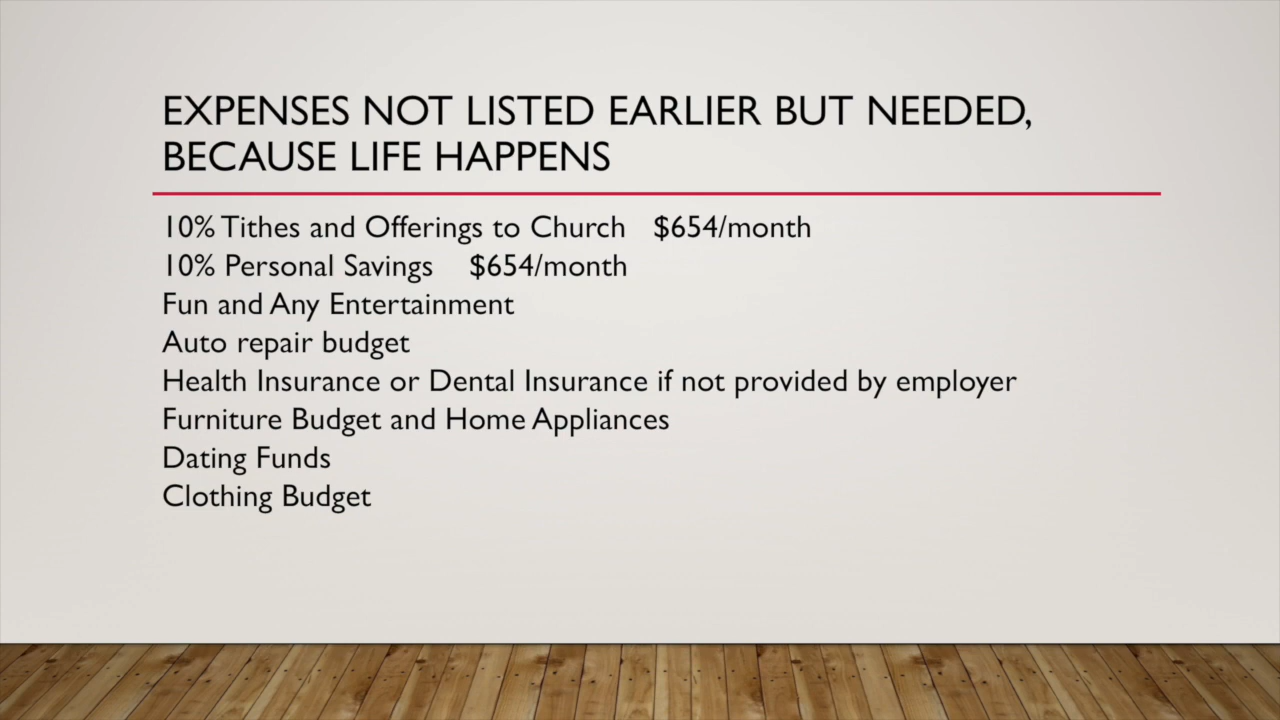 EXPENSES NOT LISTED EARLIER BUT NEEDED,
BECAUSE LIFE HAPPENS
10% Tithes and Offerings to Church $654/month
10% Personal Savings $654/month
Fun and Any Entertainment
Auto repair budget
Health Insurance or Dental Insurance if not provided by employer
Furniture Budget and Home Appliances
Dating Funds
Clothing Budget